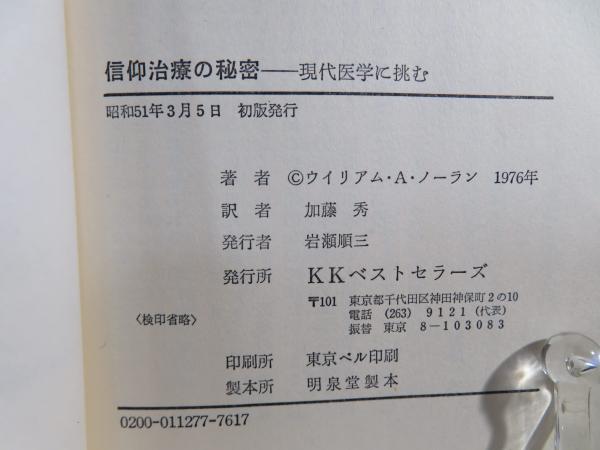 信仰治療の秘密――現代医学に挑む
昭和51年3月5日 初版発行
著者 ©ウイリアム・A・ノーラン 1976年
訳者 加藤秀
発行者 岩瀬順三
発行所 KKベストセラーズ
〒101 東京都千代田区神田神保町2の10
電話 (263) 9121 (代表)
〈検印省略〉
振替 東京 8-103083
印刷所 東京ベル印刷
製本所 明泉堂製本
0200-011277-7617